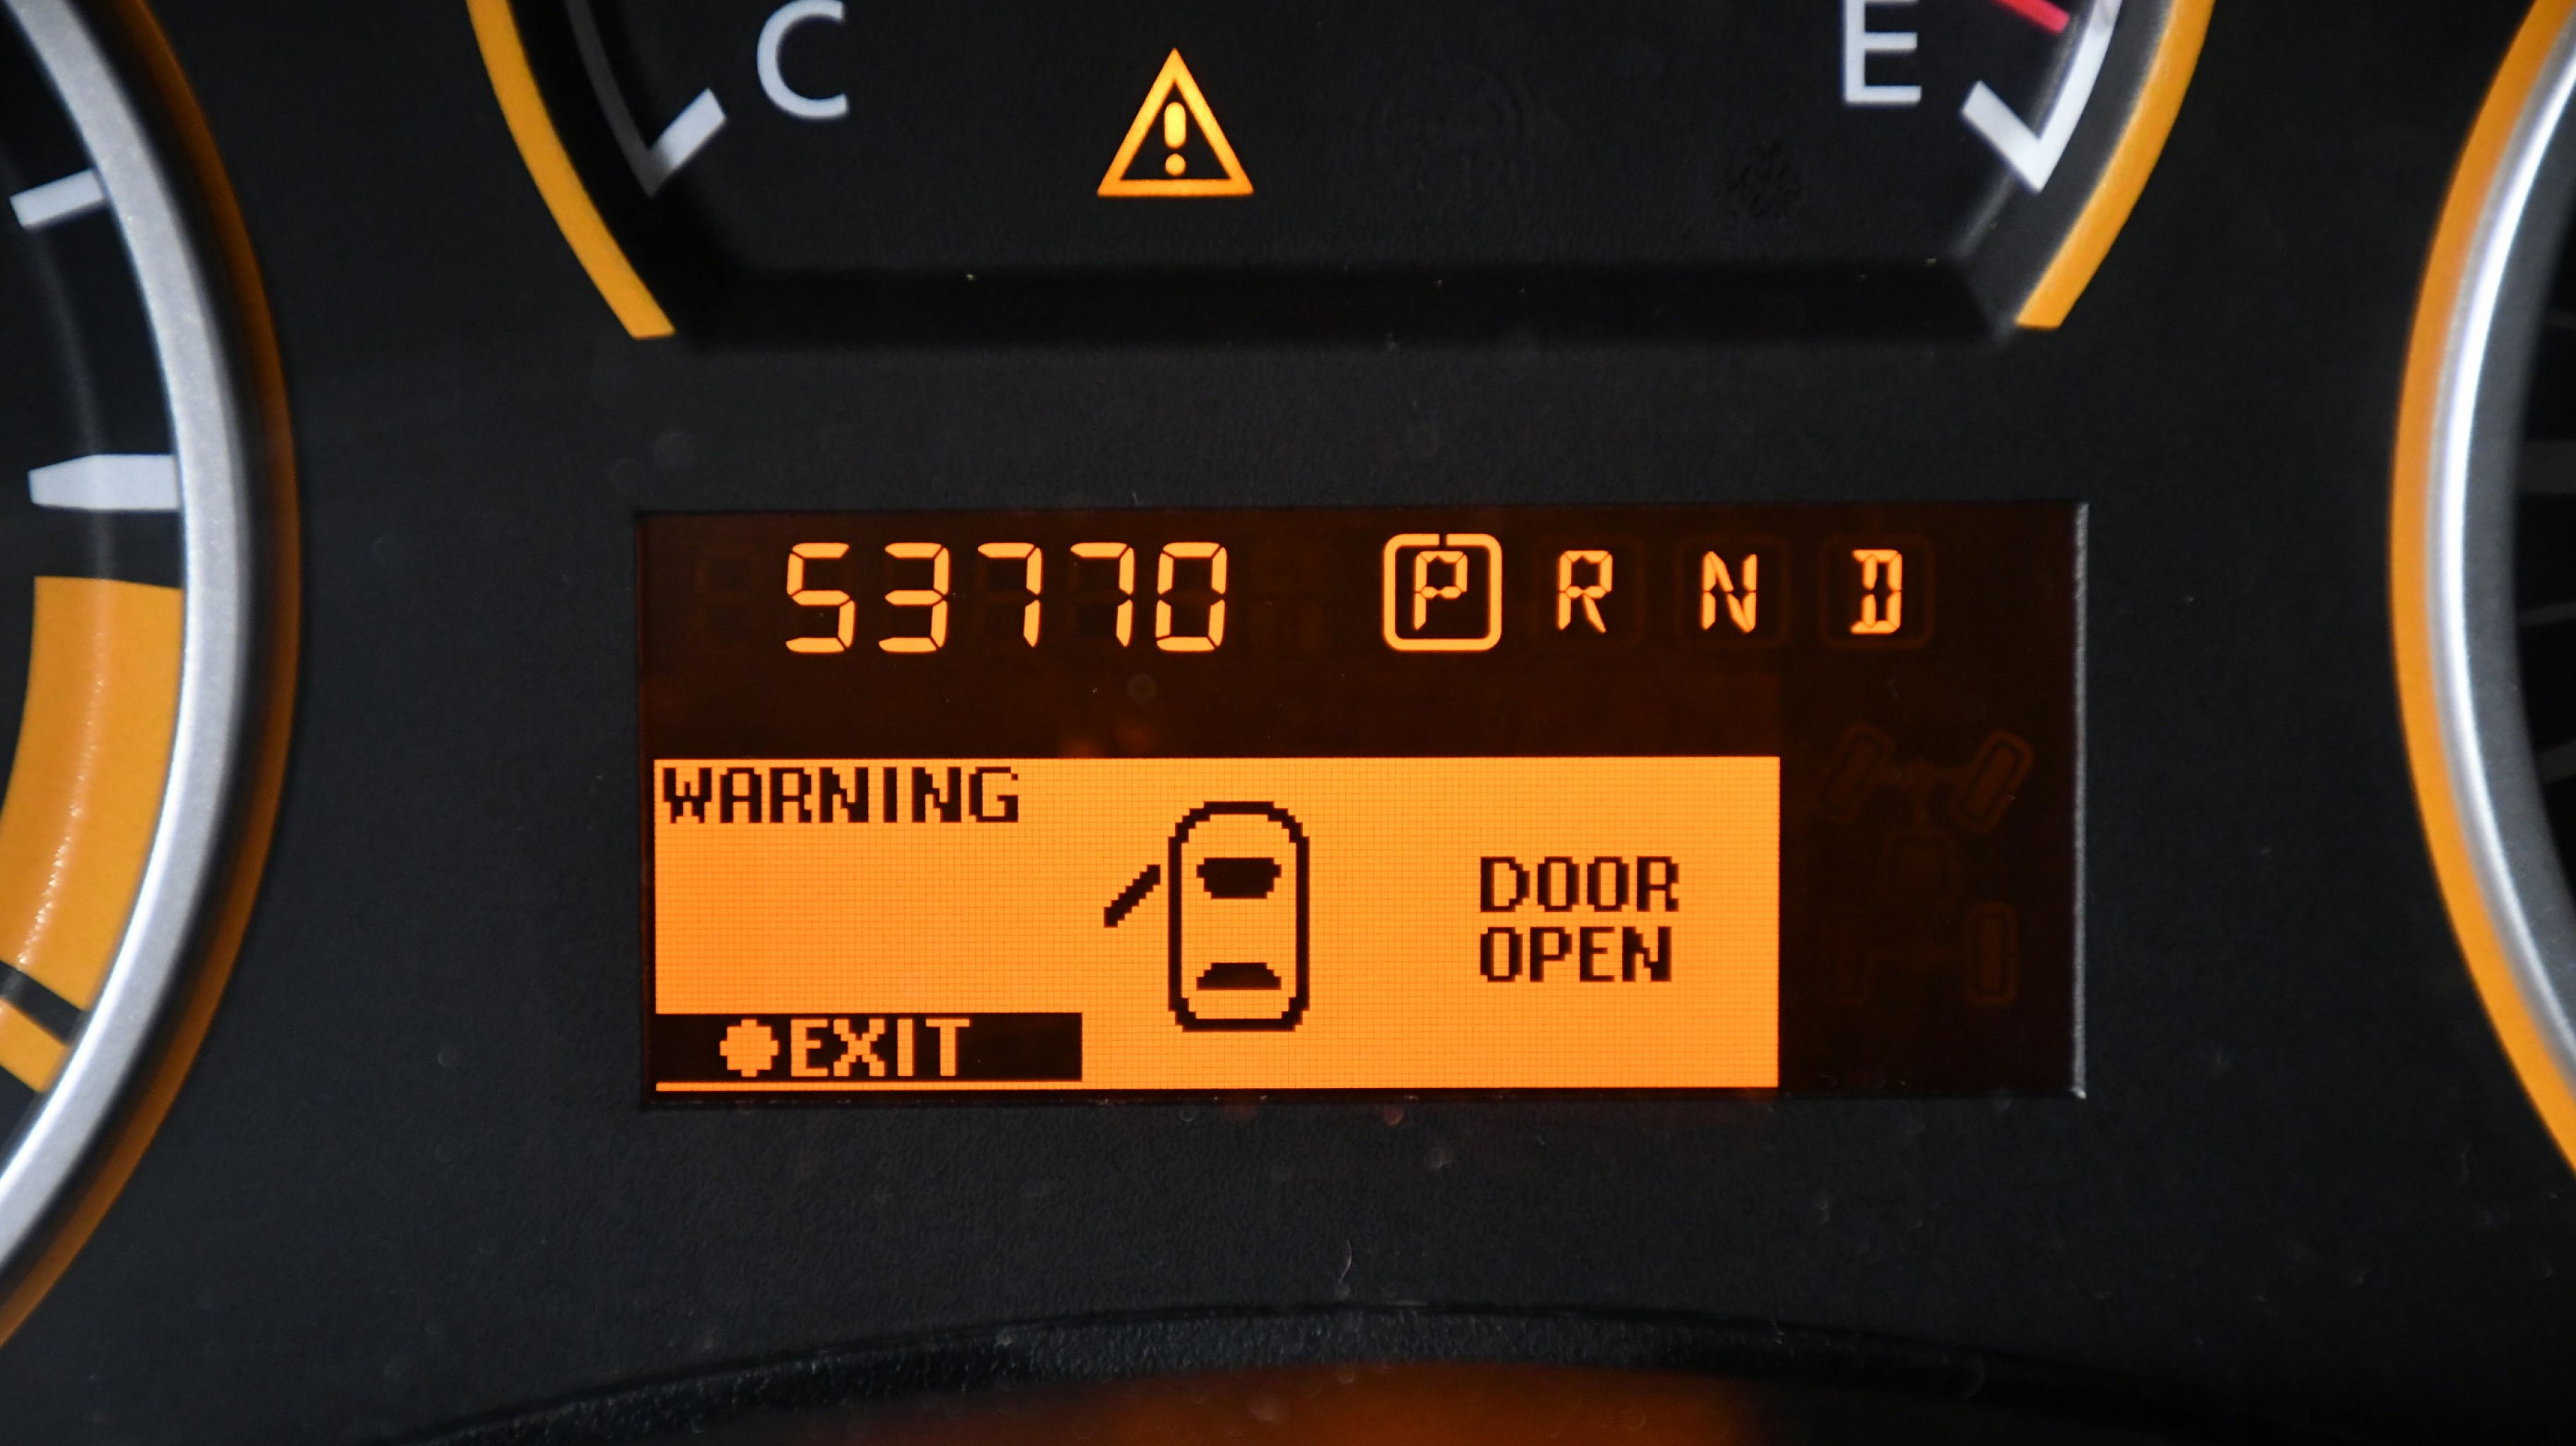 C
E
53770 P R N D
WARNING
DOOR
OPEN
EXIT